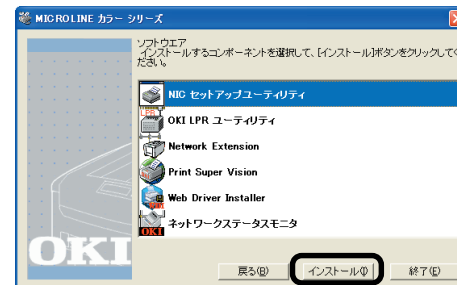 MICROLINE カラー シリーズ
ソフトウエア
インストールするコンポーネントを選択して、[インストール]ボタンをクリックしてく
ださい。
NIC セットアップユーティリティ
LPR
OKI LPR ユーティリティ
Network Extension
Print Super Vision
Web Driver Installer
OKI
ネットワークステータスモニタ
OKI
戻る(B)
インストール(I)
終了(E)